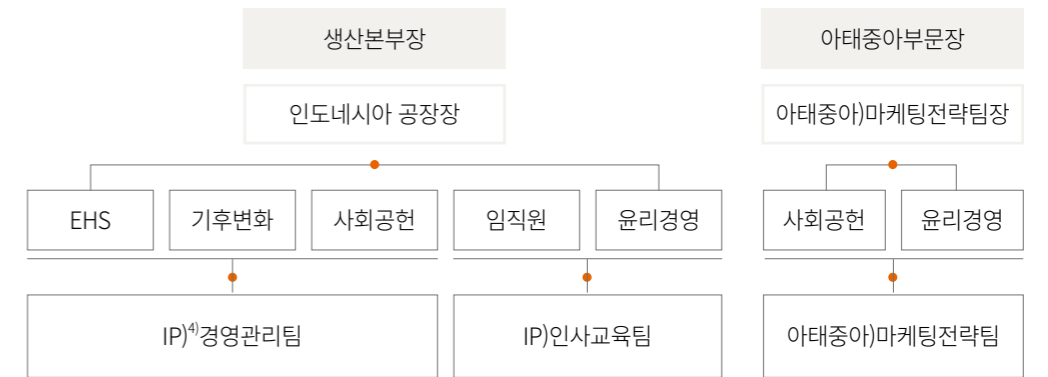 생산본부장
아태중아부문장
인도네시아 공장장
아태중아)마케팅전략팀장
EHS
기후변화
사회공헌
임직원
윤리경영
사회공헌
윤리경영
IP)4)경영관리팀
IP)인사교육팀
아태중아)마케팅전략팀